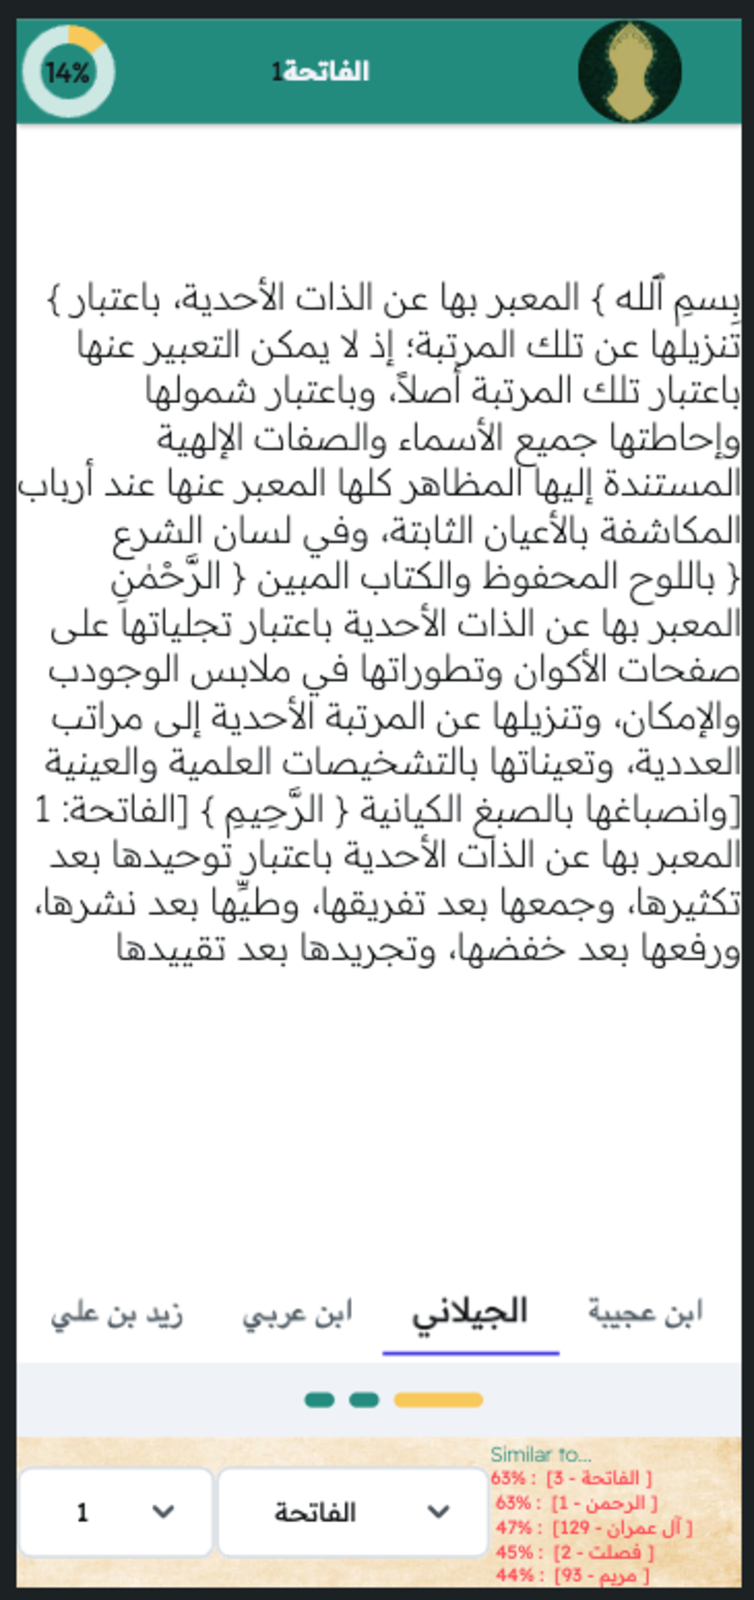 14%
الفاتحة1
بِسمِ ٱلله } المعبر بها عن الذات الأحدية، باعتبار {
تنزيلها عن تلك المرتبة؛ إذ لا يمكن التعبير عنها
باعتبار تلك المرتبة أصلاً، وباعتبار شمولها
وإحاطتها جميع الأسماء والصفات الإلهية
المستندة إليها المظاهر كلها المعبر عنها عند أرباب
المكاشفة بالأعيان الثابتة، وفي لسان الشرع
{ باللوح المحفوظ والكتاب المبين { الرَّحْمٰنِ
المعبر بها عن الذات الأحدية باعتبار تجلياتها على
صفحات الأكوان وتطوراتها في ملابس الوجودب
والإمكان، وتنزيلها عن المرتبة الأحدية إلى مراتب
العددية، وتعيناتها بالتشخيصات العلمية والعينية
[وانصباغها بالصبغ الكيانية { الرَّحِيمِ } [الفاتحة: 1
المعبر بها عن الذات الأحدية باعتبار توحيدها بعد
تكثيرها، وجمعها بعد تفريقها، وطيِّها بعد نشرها،
ورفعها بعد خفضها، وتجريدها بعد تقييدها
ابن عجيبة
الجيلاني
ابن عربي
زيد بن علي
Similar to...
63% : [الفاتحة - 3 ]
63% : [الرحمن - 1 ]
47% : [آل عمران - 129 ]
45% : [فصلت - 2 ]
44% : [مريم - 93 ]
الفاتحة
1